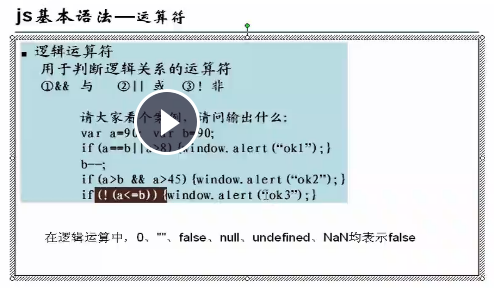 js基本语法—运算符
■ 逻辑运算符
用于判断逻辑关系的运算符
①&& 与 ②|| 或 ③! 非
请大家看个案例，请问输出什么:
var a=90; var b=90;
if(a==b||a>8){window.alert(“ok1”);}
b--;
if(a>b && a>45){window.alert(“ok2”);}
if(!(a<=b)){window.alert(“ok3”);}
在逻辑运算中，0、""、false、null、undefined、NaN均表示false